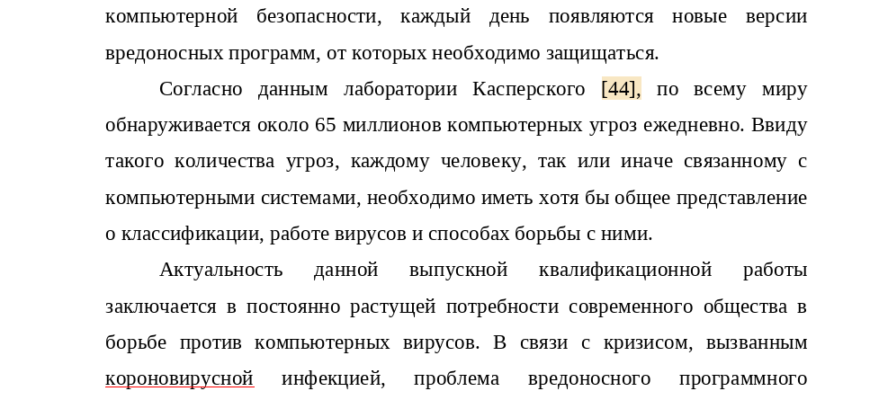 компьютерной безопасности, каждый день появляются новые версии
вредоносных программ, от которых необходимо защищаться.
Согласно данным лаборатории Касперского [44], по всему миру
обнаруживается около 65 миллионов компьютерных угроз ежедневно. Ввиду
такого количества угроз, каждому человеку, так или иначе связанному с
компьютерными системами, необходимо иметь хотя бы общее представление
о классификации, работе вирусов и способах борьбы с ними.
Актуальность данной выпускной квалификационной работы
заключается в постоянно растущей потребности современного общества в
борьбе против компьютерных вирусов. В связи с кризисом, вызванным
короновирусной инфекцией, проблема вредоносного программного